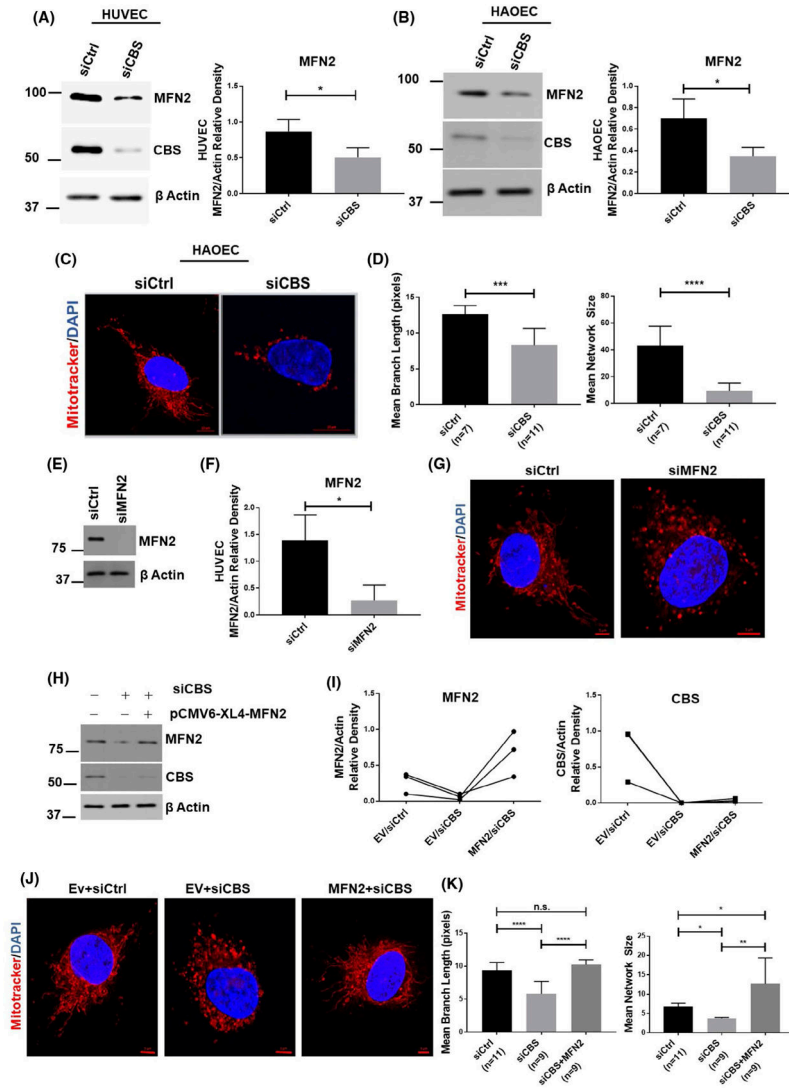 (A)
HUVEC
siCtrl
siCBS
100
50
37
MFN2
CBS
β Actin
MFN2
HUVEC
MFN2/Actin Relative Density
1.5
1.0
0.5
0.0
*
siCtrl
siCBS
(B)
HAOEC
siCtrl
siCBS
100
50
37
MFN2
CBS
β Actin
MFN2
HAOEC
MFN2/Actin Relative Density
1.0
0.8
0.6
0.4
0.2
0.0
*
siCtrl
siCBS
(C)
HAOEC
siCtrl
siCBS
Mitotracker/DAPI
(D)
Mean Branch Length (pixels)
15
10
5
0
***
siCtrl
(n=7)
siCBS
(n=11)
Mean Network Size
80
60
40
20
0
****
siCtrl
(n=7)
siCBS
(n=11)
(E)
siCtrl
siMFN2
75
37
MFN2
β Actin
(F)
MFN2
HUVEC
MFN2/Actin Relative Density
2.0
1.5
1.0
0.5
0.0
*
siCtrl
siMFN2
(G)
siCtrl
siMFN2
Mitotracker/DAPI
(H)
– + + siCBS
– – + pCMV6-XL4-MFN2
75
50
37
MFN2
CBS
β Actin
(I)
MFN2
MFN2/Actin
Relative Density
1.5
1.0
0.5
0.0
EV/siCtrl
EV/siCBS
MFN2/siCBS
CBS
CBS/Actin
Relative Density
1.5
1.0
0.5
0.0
EV/siCtrl
EV/siCBS
MFN2/siCBS
(J)
Ev+siCtrl
EV+siCBS
MFN2+siCBS
Mitotracker/DAPI
(K)
Mean Branch Length (pixels)
15
10
5
0
n.s.
****
****
siCtrl
(n=11)
siCBS
(n=9)
siCBS+MFN2
(n=9)
Mean Network Size
25
20
15
10
5
0
*
*
**
siCtrl
(n=11)
siCBS
(n=9)
siCBS+MFN2
(n=9)